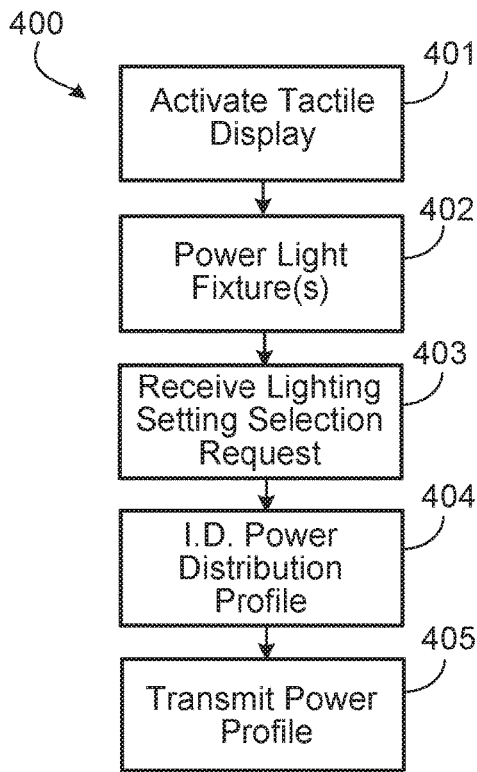 400
401
Activate Tactile
Display
402
Power Light
Fixture(s)
403
Receive Lighting
Setting Selection
Request
404
I.D. Power
Distribution
Profile
405
Transmit Power
Profile